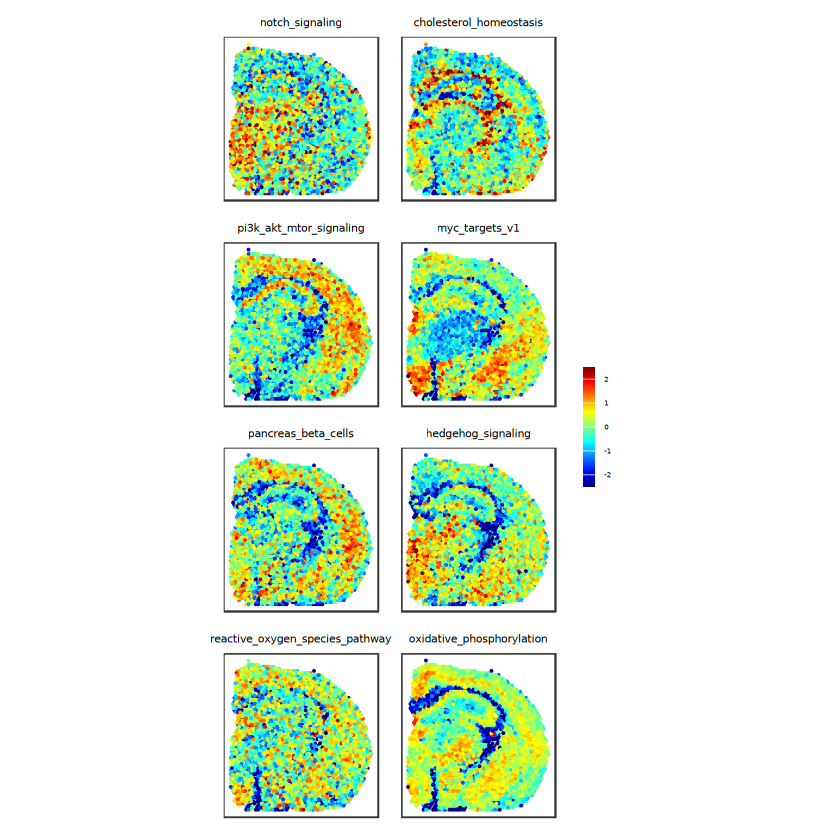 notch_signaling
cholesterol_homeostasis
pi3k_akt_mtor_signaling
myc_targets_v1
2
1
0
-1
-2
pancreas_beta_cells
hedgehog_signaling
reactive_oxygen_species_pathway
oxidative_phosphorylation